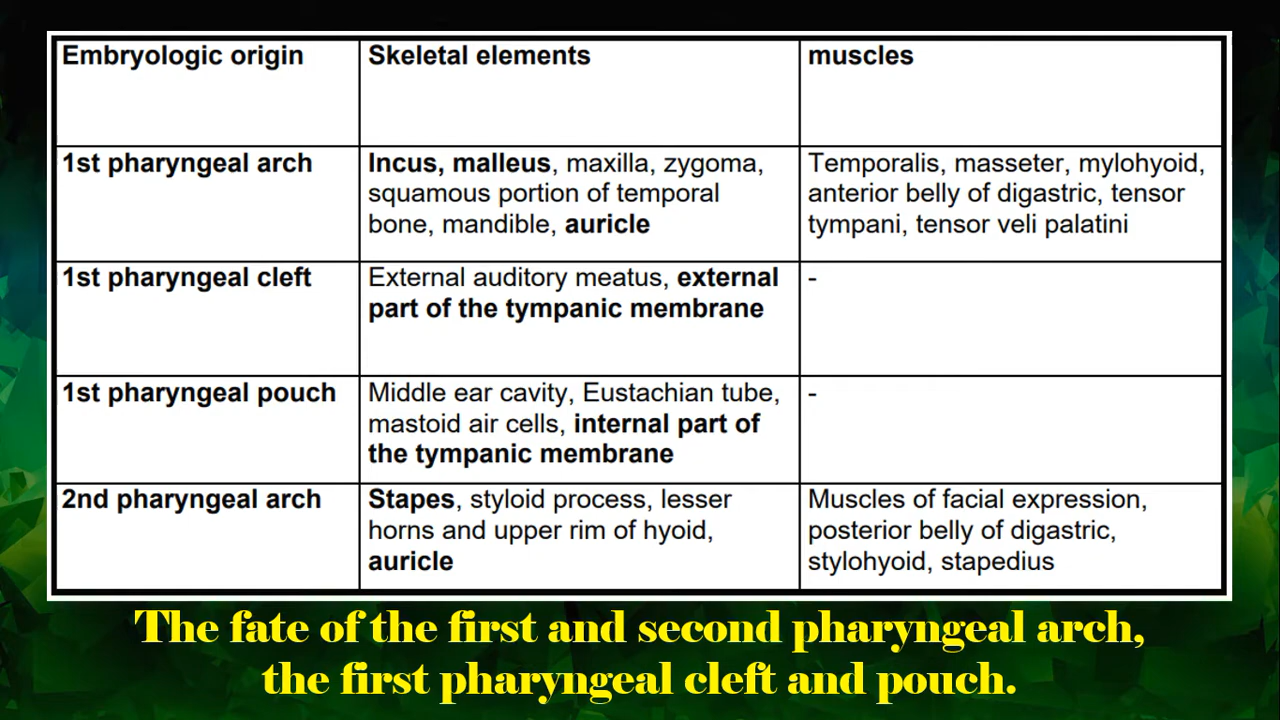 Embryologic origin
Skeletal elements
muscles
1st pharyngeal arch
Incus, malleus, maxilla, zygoma,
squamous portion of temporal
bone, mandible, auricle
Temporalis, masseter, mylohyoid,
anterior belly of digastric, tensor
tympani, tensor veli palatini
1st pharyngeal cleft
External auditory meatus, external
part of the tympanic membrane
-
1st pharyngeal pouch
Middle ear cavity, Eustachian tube,
mastoid air cells, internal part of
the tympanic membrane
-
2nd pharyngeal arch
Stapes, styloid process, lesser
horns and upper rim of hyoid,
auricle
Muscles of facial expression,
posterior belly of digastric,
stylohyoid, stapedius
The fate of the first and second pharyngeal arch,
the first pharyngeal cleft and pouch.